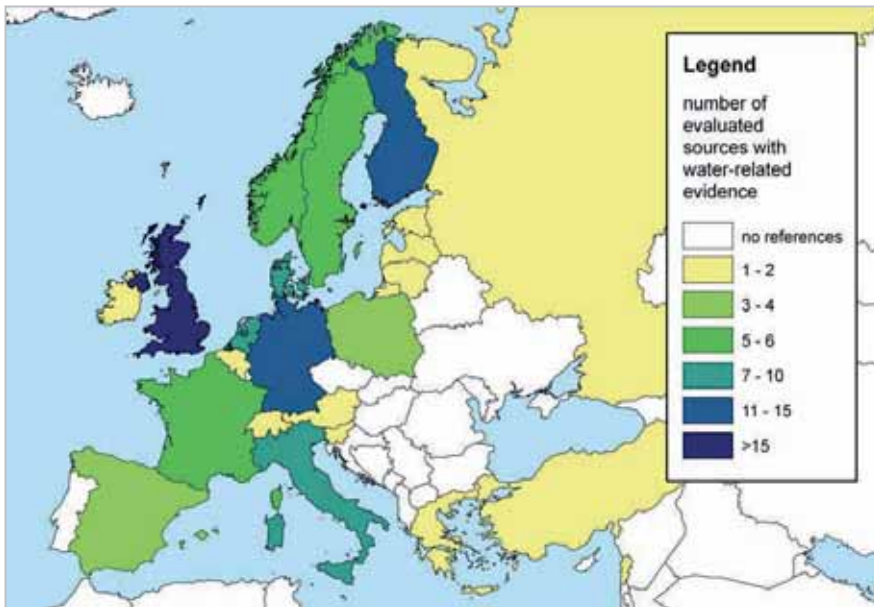 Legend
number of
evaluated
sources with
water-related
evidence
no references
1 - 2
3 - 4
5 - 6
7 - 10
11 - 15
>15